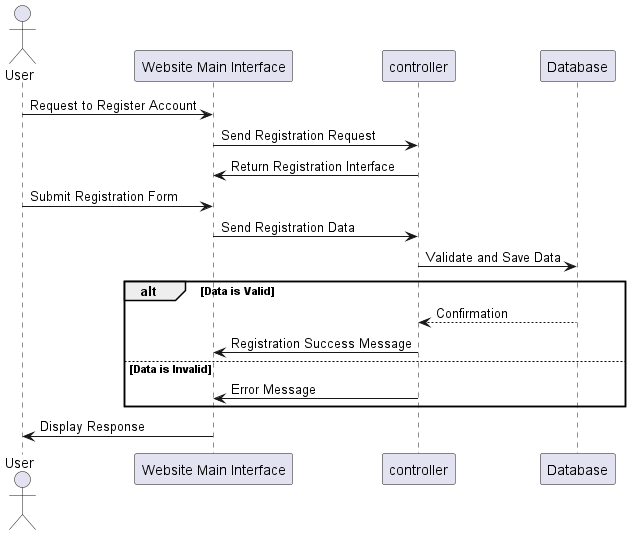 User
Website Main Interface
controller
Database
Request to Register Account
Send Registration Request
Return Registration Interface
Submit Registration Form
Send Registration Data
Validate and Save Data
alt
[Data is Valid]
Confirmation
Registration Success Message
[Data is Invalid]
Error Message
Display Response
User
Website Main Interface
controller
Database